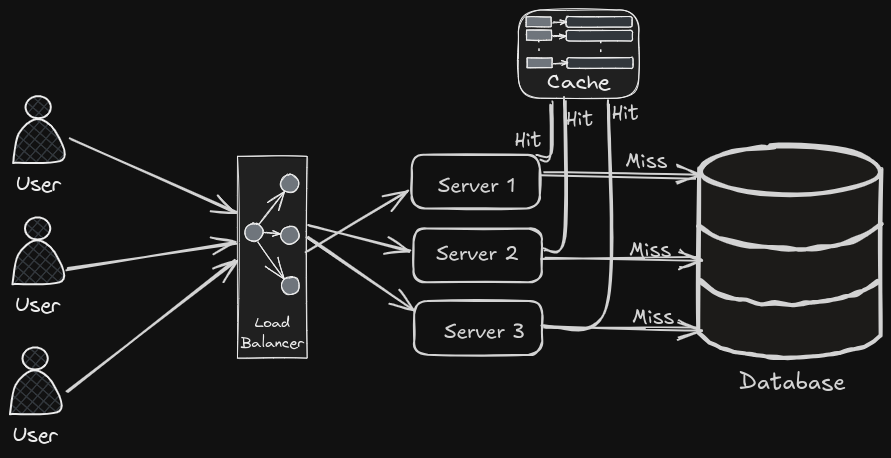 Cache
Hit
Hit
Hit
Miss
User
Server 1
Server 2
Miss
User
Load
Balancer
Server 3
Miss
Database
User